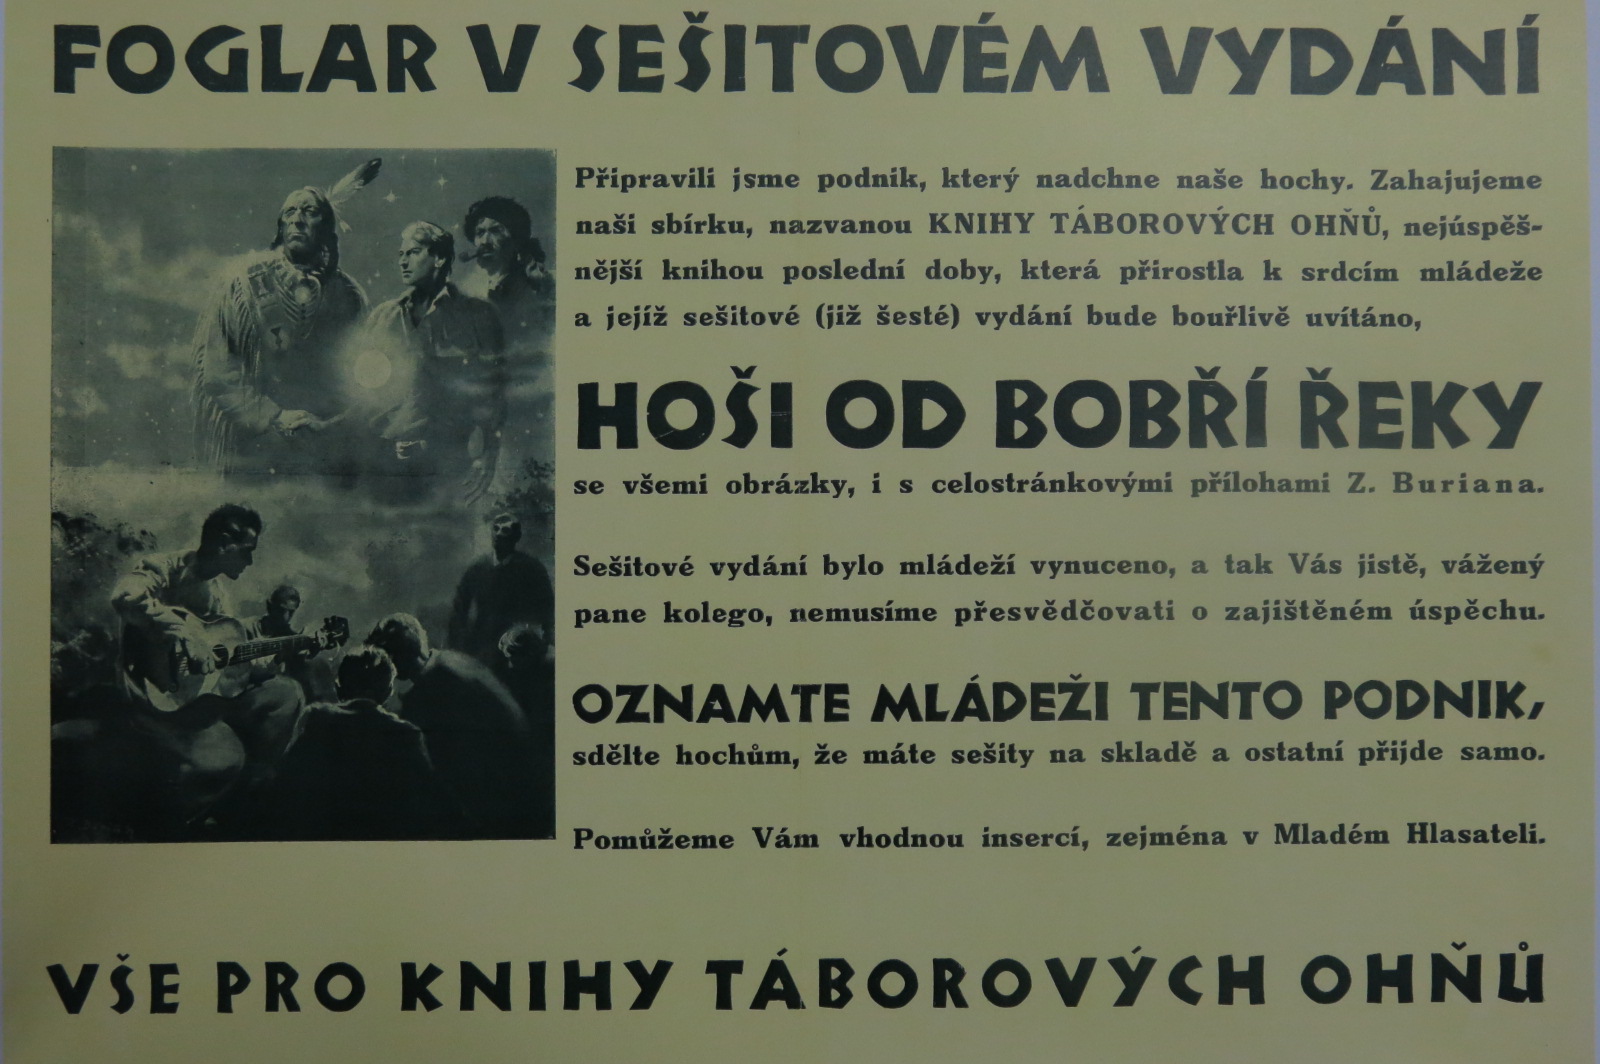 FOGLAR V SEŠITOVÉM VYDÁNÍ
Připravili jsme podnik, který nadchne naše hochy. Zahajujeme
naši sbírku, nazvanou KNIHY TÁBOROVÝCH OHŇŮ, nejúspěš-
nější knihou poslední doby, která přirostla k srdcím mládeže
a jejíž sešitové (již šesté) vydání bude bouřlivě uvítáno,
HOŠI OD BOBŘÍ ŘEKY
se všemi obrázky, i s celostránkovými přílohami Z. Buriana.
Sešitové vydání bylo mládeží vynuceno, a tak Vás jistě, vážený
pane kolego, nemusíme přesvědčovati o zajištěném úspěchu.
OZNAMTE MLÁDEŽI TENTO PODNIK,
sdělte hochům, že máte sešity na skladě a ostatní přijde samo.
Pomůžeme Vám vhodnou insercí, zejména v Mladém Hlasateli.
VŠE PRO KNIHY TÁBOROVÝCH OHŇŮ